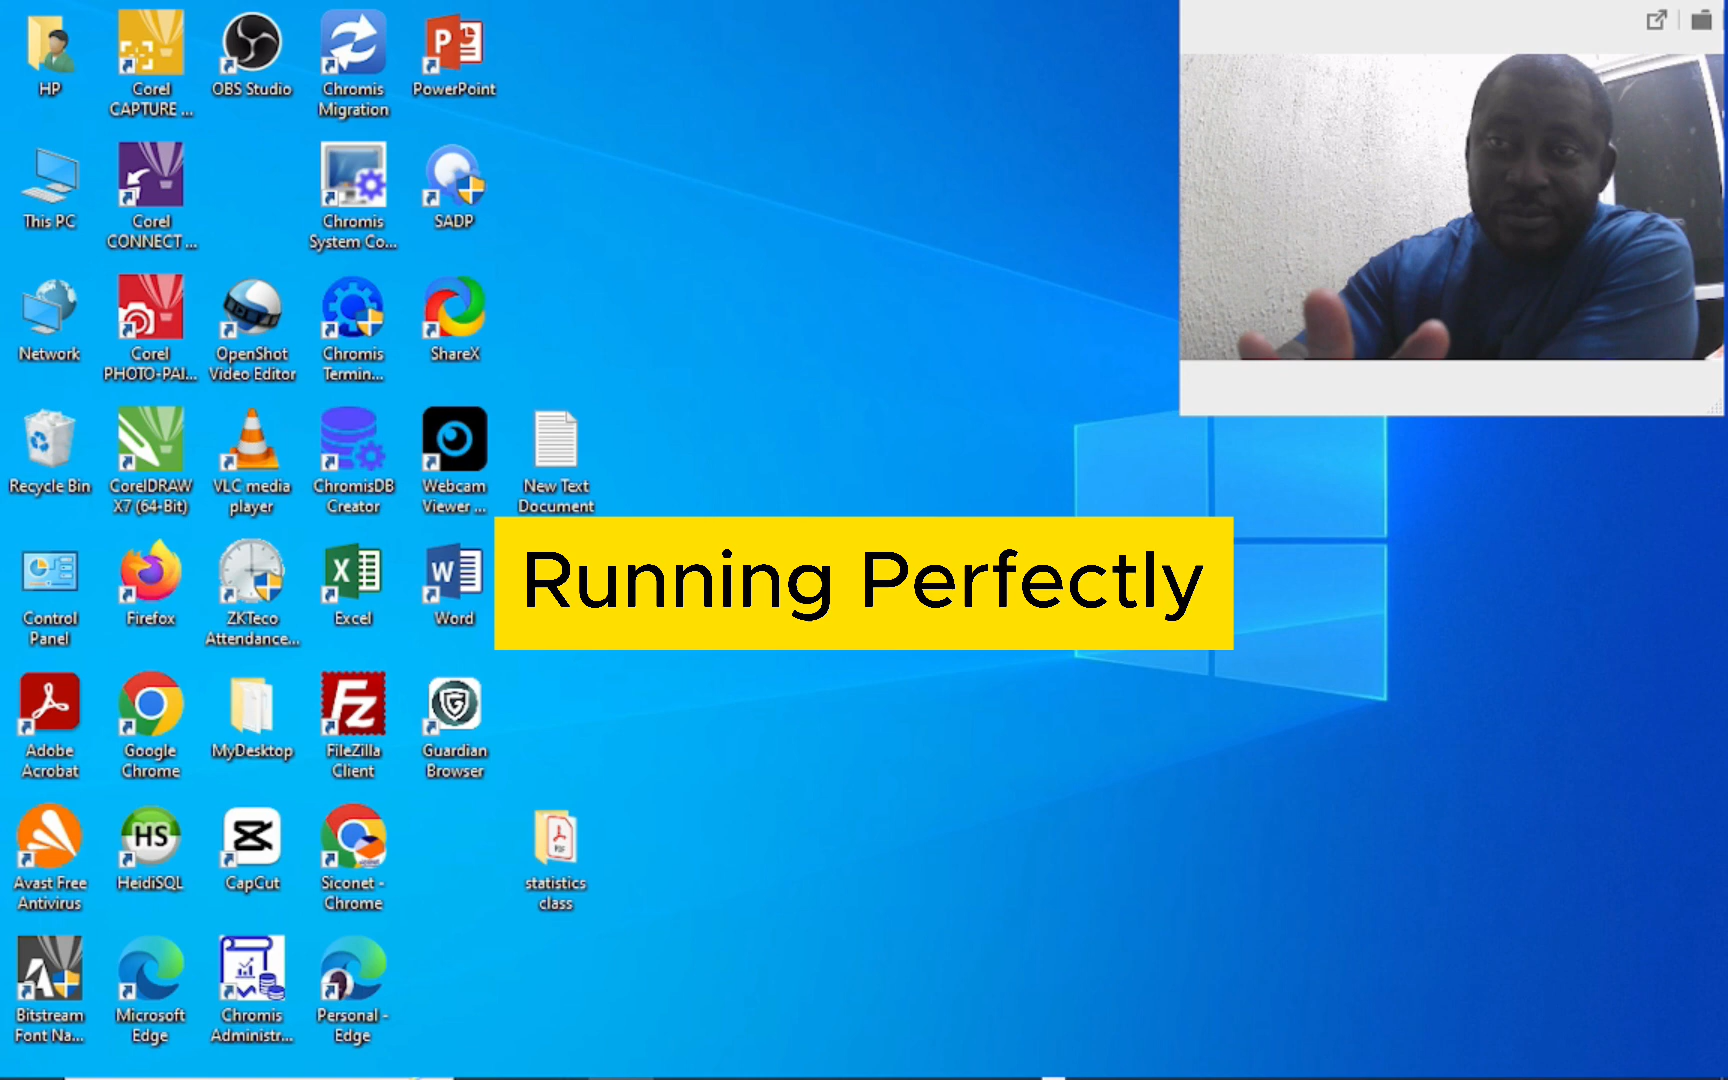 HP
Corel
CAPTURE ...
OBS Studio
Chromis
Migration
PowerPoint
This PC
Corel
CONNECT ...
Chromis
System Co...
SADP
Network
Corel
PHOTO-PAI...
OpenShot
Video Editor
Chromis
Termin...
ShareX
Recycle Bin
CorelDRAW
X7 (64-Bit)
VLC media
player
ChromisDB
Creator
Webcam
Viewer ...
New Text
Document
Running Perfectly
Control
Panel
Firefox
ZKTeco
Attendance...
Excel
Word
Adobe
Acrobat
Google
Chrome
MyDesktop
FileZilla
Client
Guardian
Browser
Avast Free
Antivirus
HS
HeidiSQL
CapCut
Siconet -
Chrome
PDF
statistics
class
Bitstream
Font Na...
Microsoft
Edge
Chromis
Administr...
Personal -
Edge